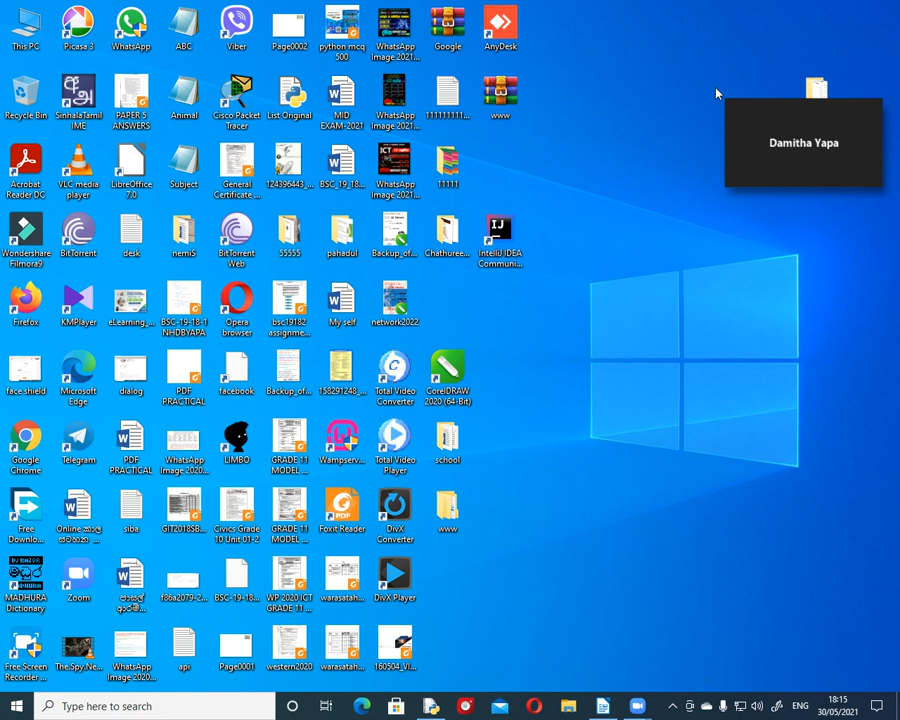 This PC
Picasa 3
WhatsApp
ABC
Viber
Page0002
python mcq
500
WhatsApp
Image 2021...
Google
AnyDesk
Recycle Bin
SinhalaTamil
IME
PAPER 5
ANSWERS
Animal
Cisco Packet
Tracer
List Original
MID
EXAM-2021
WhatsApp
Image 2021...
111111111...
www
Damitha Yapa
Acrobat
Reader DC
VLC media
player
LibreOffice
7.0
Subject
General
Certificate ...
124396443_...
BSC_19_18...
WhatsApp
Image 2021...
11111
Wondershare
Filmora9
BitTorrent
desk
nemiS
BitTorrent
Web
55555
pahadul
Backup_of...
Chathuree...
IntelliJ IDEA
Communi...
Firefox
KMPlayer
eLearning_...
BSC-19-18-1
NHDBYAPA
Opera
browser
bsc19182
assignme...
My self
network2022
face shield
Microsoft
Edge
dialog
PDF
PRACTICAL
facebook
Backup_of...
158291248_...
Total Video
Converter
CorelDRAW
2020 (64-Bit)
Google
Chrome
Telegram
PDF
PRACTICAL
WhatsApp
Image 2020...
LIMBO
GRADE 11
MODEL ...
Wampserv...
Total Video
Player
school
Free
Downlo...
Online කාල
සටහන ...
siba
GIT2018SB...
Civics Grade
10 Unit 01-2
GRADE 11
MODEL ...
Foxit Reader
DivX
Converter
www
MADHURA
Dictionary
Zoom
පාසල්
f86a2079-2...
BSC-19-18...
WP 2020 ICT
GRADE 11 ...
warasatah...
DivX Player
Free Screen
Recorder ...
The.Spy.Ne...
WhatsApp
Image 2020...
api
Page0001
western2020
warasatah...
160504_VI...
Type here to search
ENG
18:15
30/05/2021